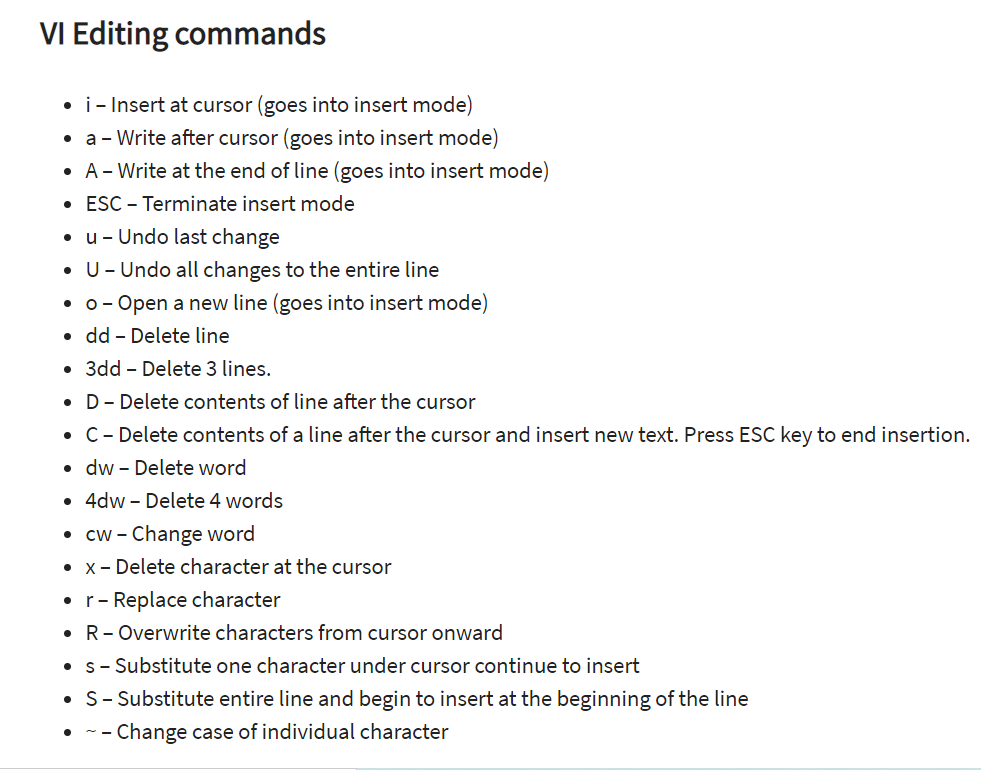 VI Editing commands
• i – Insert at cursor (goes into insert mode)
• a – Write after cursor (goes into insert mode)
• A – Write at the end of line (goes into insert mode)
• ESC – Terminate insert mode
• u – Undo last change
• U – Undo all changes to the entire line
• o – Open a new line (goes into insert mode)
• dd – Delete line
• 3dd – Delete 3 lines.
• D – Delete contents of line after the cursor
• C – Delete contents of a line after the cursor and insert new text. Press ESC key to end insertion.
• dw – Delete word
• 4dw – Delete 4 words
• cw – Change word
• x – Delete character at the cursor
• r – Replace character
• R – Overwrite characters from cursor onward
• s – Substitute one character under cursor continue to insert
• S – Substitute entire line and begin to insert at the beginning of the line
• ~ – Change case of individual character